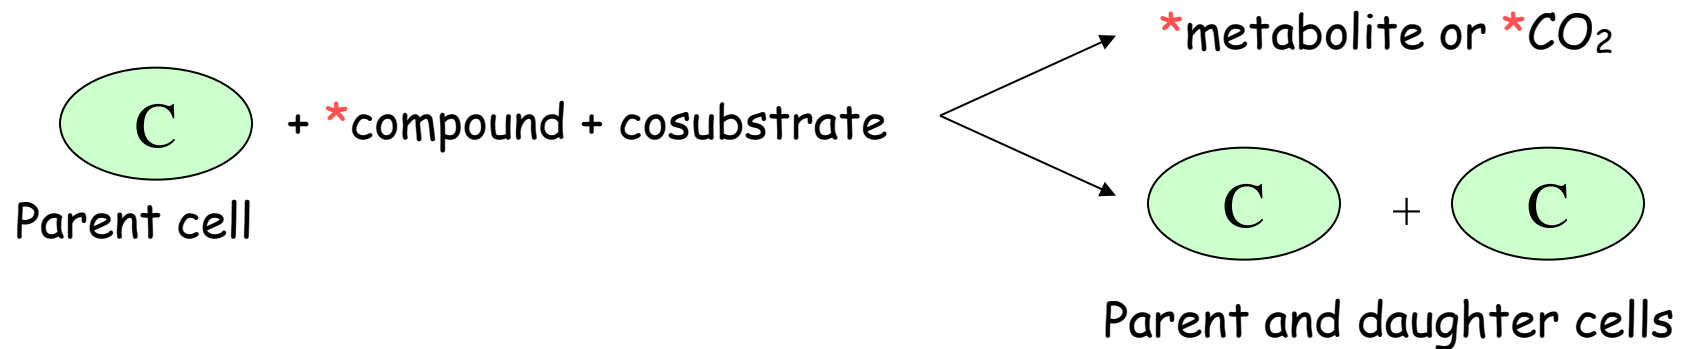 *metabolite or *CO₂
C + *compound + cosubstrate
Parent cell
C + C
Parent and daughter cells